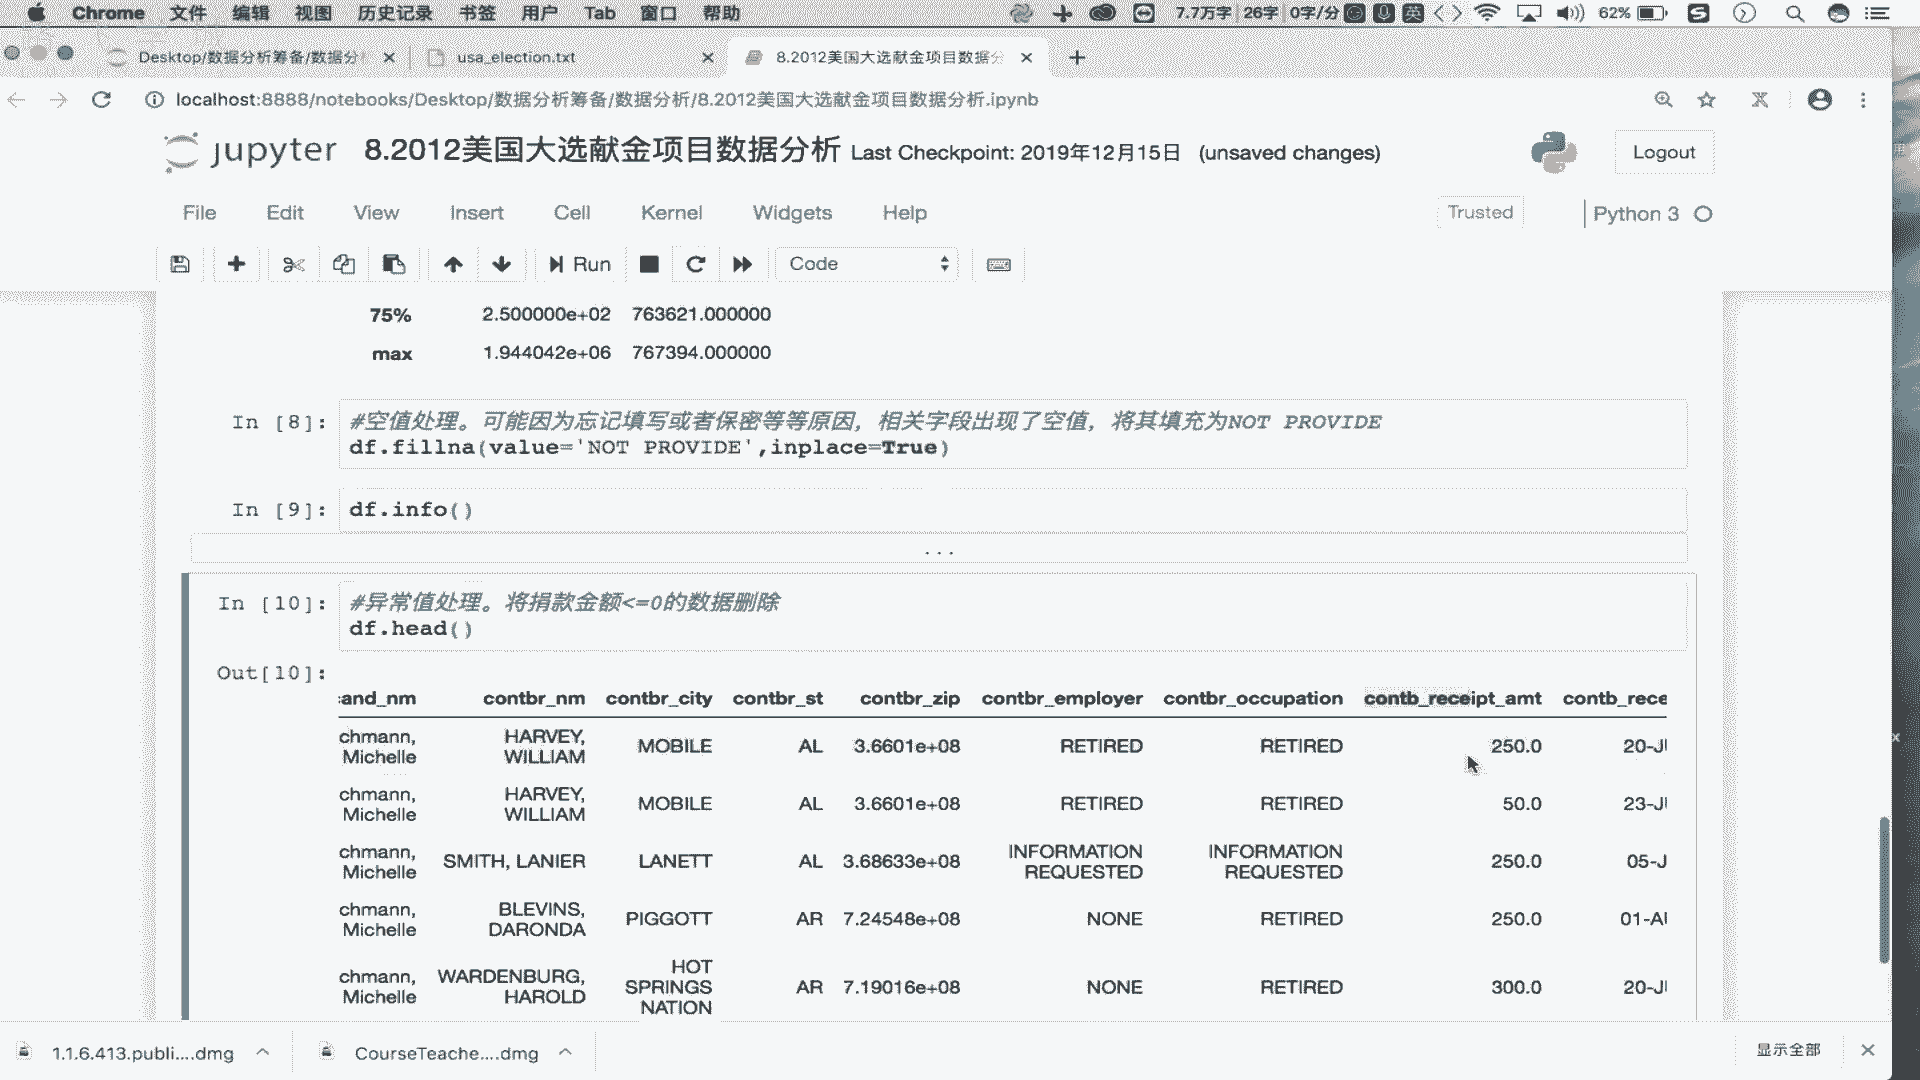 Chrome 文件 编辑 视图 历史记录 书签 用户 Tab 窗口 帮助 7.7万字 26字 0字/分 英 62%
Desktop/数据分析筹备/数据分 usa_election.txt 8.2012美国大选献金项目数据分
localhost:8888/notebooks/Desktop/数据分析筹备/数据分析/8.2012美国大选献金项目数据分析.ipynb
jupyter 8.2012美国大选献金项目数据分析 Last Checkpoint: 2019年12月15日 (unsaved changes) Logout
File Edit View Insert Cell Kernel Widgets Help Trusted Python 3
Run Code
75% 2.500000e+02 763621.000000
max 1.944042e+06 767394.000000
In [8]: #空值处理。可能因为忘记填写或者保密等等原因，相关字段出现了空值，将其填充为NOT PROVIDE
df.fillna(value='NOT PROVIDE',inplace=True)
In [9]: df.info()
...
In [10]: #异常值处理。将捐款金额<=0的数据删除
df.head()
Out[10]:
and_nm contbr_nm contbr_city contbr_st contbr_zip contbr_employer contbr_occupation contb_receipt_amt contb_rece
chmann, Michelle HARVEY, WILLIAM MOBILE AL 3.6601e+08 RETIRED RETIRED 250.0 20-J
chmann, Michelle HARVEY, WILLIAM MOBILE AL 3.6601e+08 RETIRED RETIRED 50.0 23-J
chmann, Michelle SMITH, LANIER LANETT AL 3.68633e+08 INFORMATION REQUESTED INFORMATION REQUESTED 250.0 05-J
chmann, Michelle BLEVINS, DARONDA PIGGOTT AR 7.24548e+08 NONE RETIRED 250.0 01-A
chmann, Michelle WARDENBURG, HAROLD HOT SPRINGS NATION AR 7.19016e+08 NONE RETIRED 300.0 20-J
1.1.6.413.publi....dmg CourseTeache....dmg 显示全部